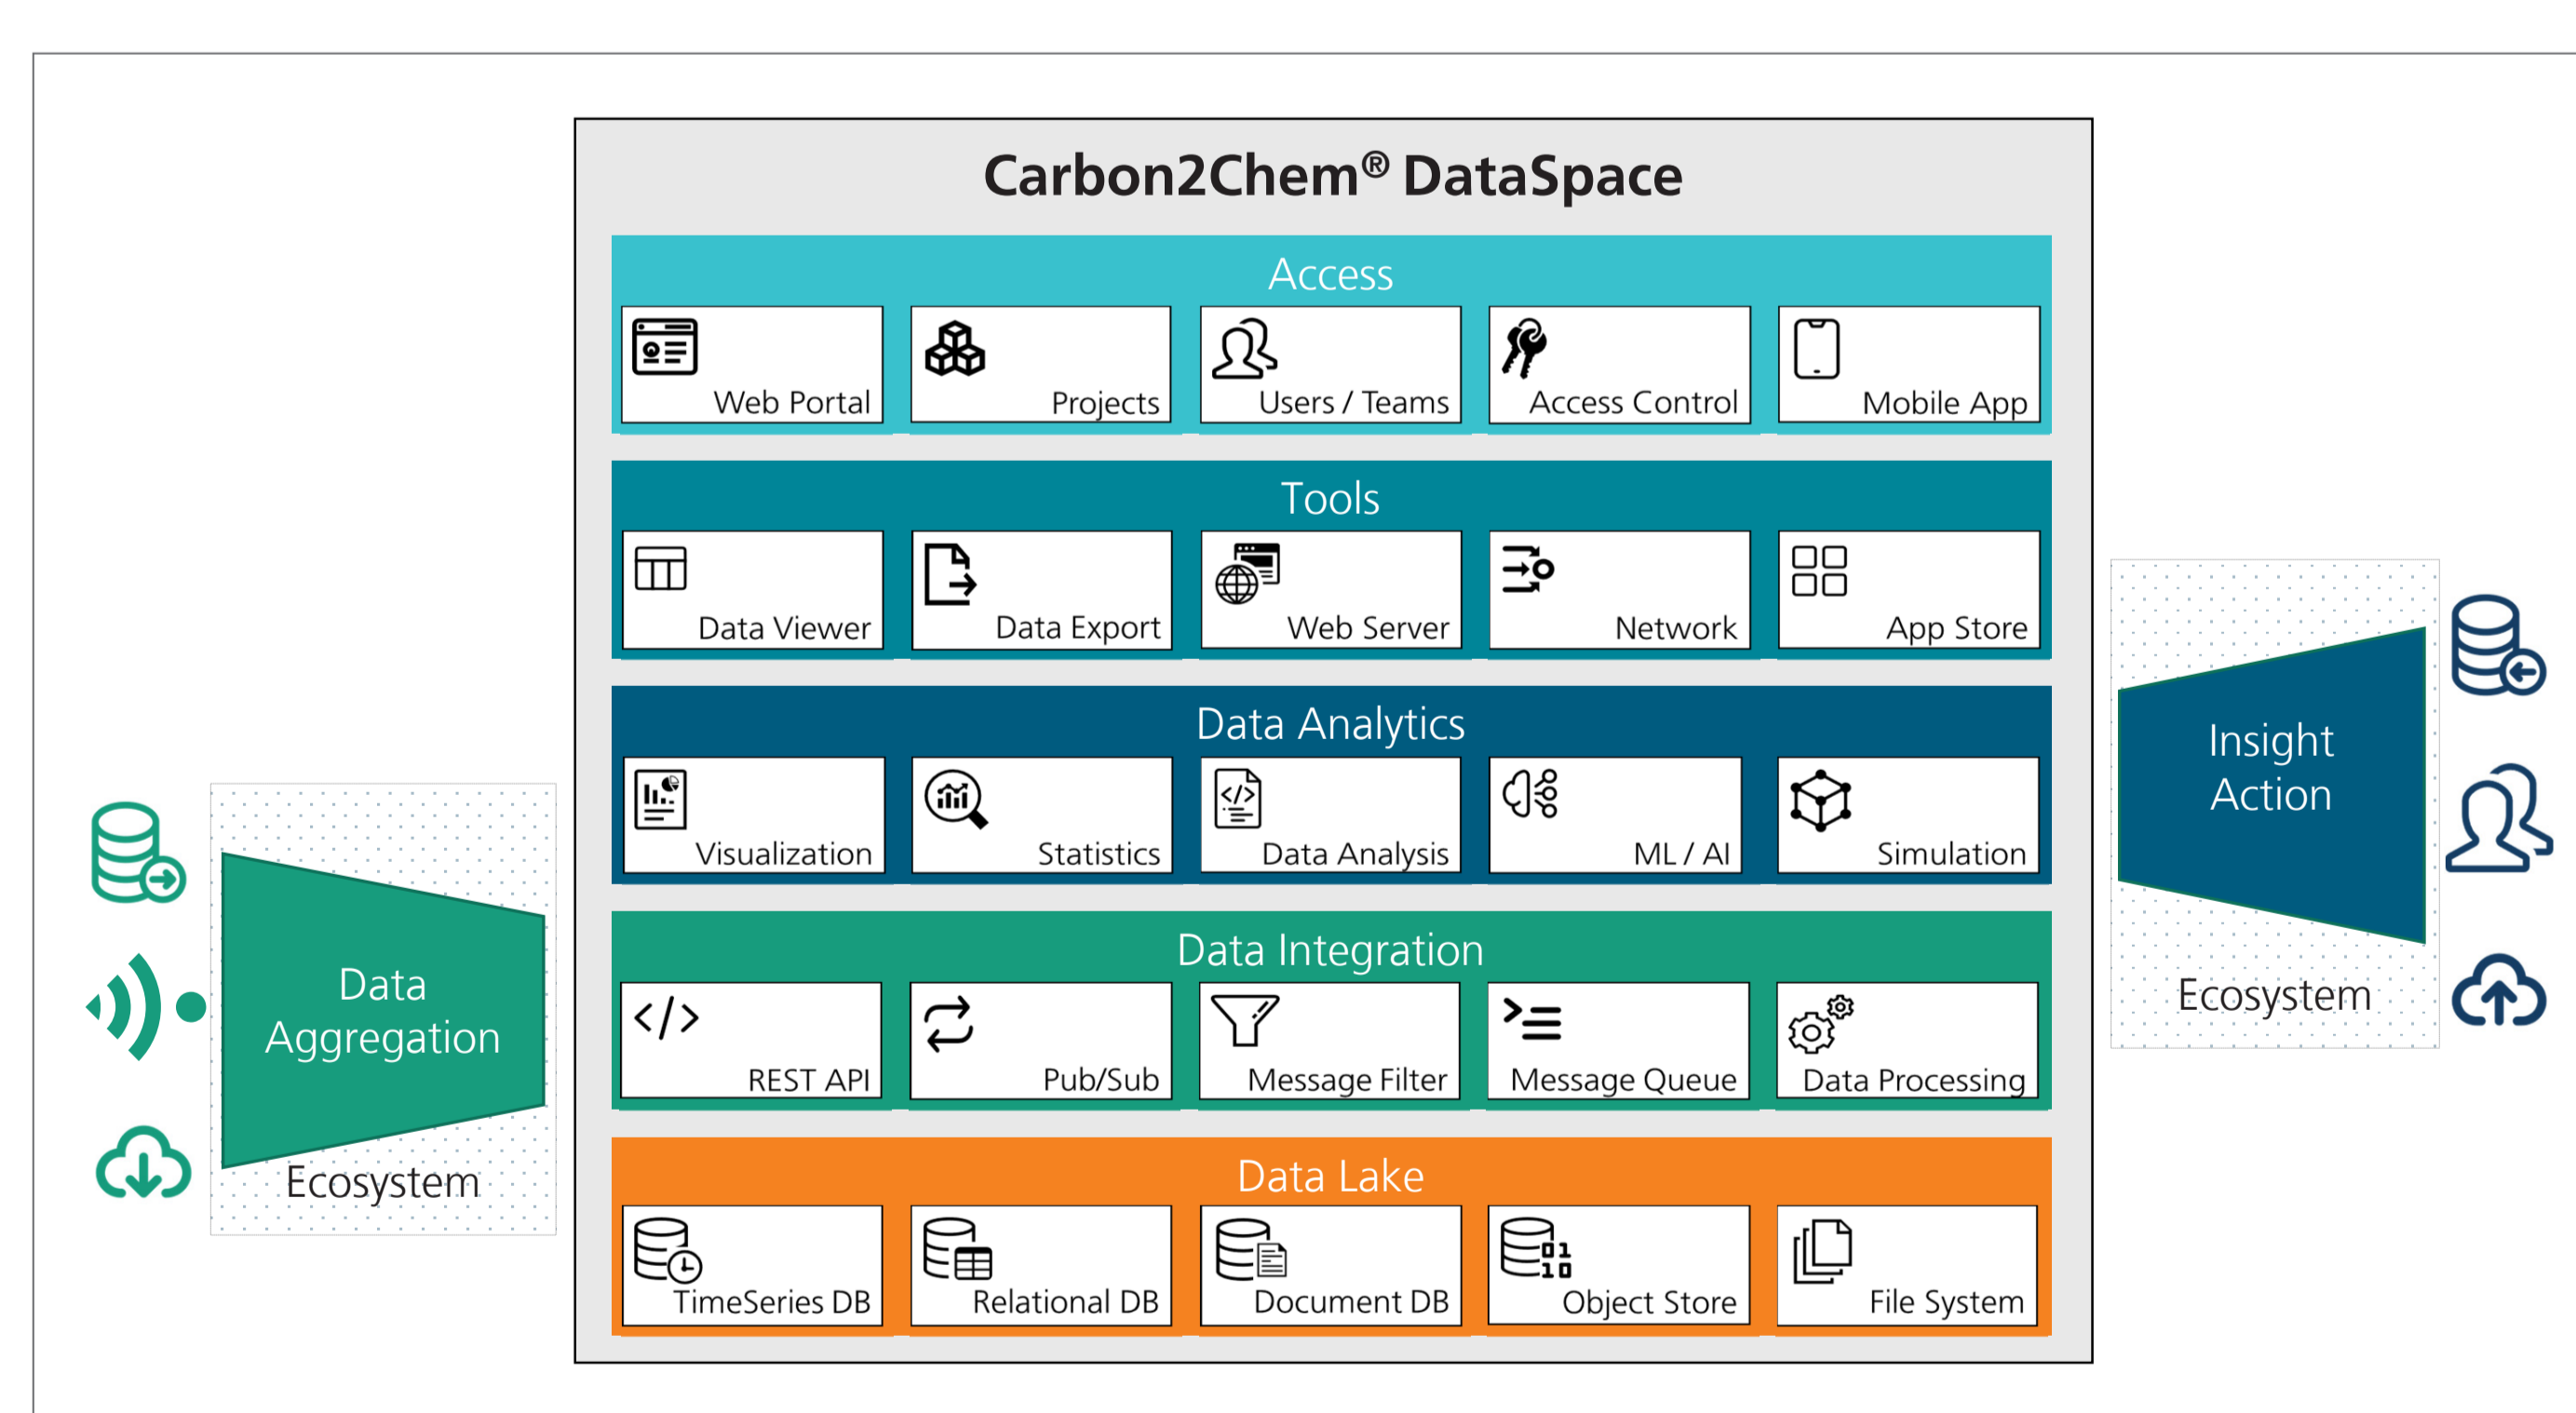 Carbon2Chem® DataSpace
Access
Web Portal
Projects
Users / Teams
Access Control
Mobile App
Tools
Data Viewer
Data Export
Web Server
Network
App Store
Data Analytics
Visualization
Statistics
Data Analysis
ML / AI
Simulation
Data Integration
REST API
Pub/Sub
Message Filter
Message Queue
Data Processing
Data Lake
TimeSeries DB
Relational DB
Document DB
01
10
Object Store
File System
Data
Aggregation
Ecosystem
Insight
Action
Ecosystem